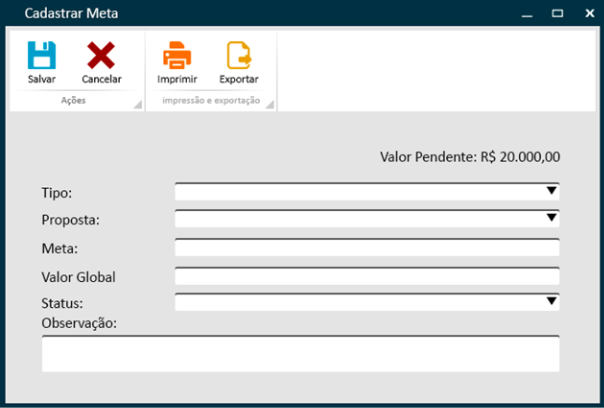 Cadastrar Meta
Salvar Cancelar Imprimir Exportar
Ações impressão e exportação
Valor Pendente: R$ 20.000,00
Tipo:
Proposta:
Meta:
Valor Global
Status:
Observação: